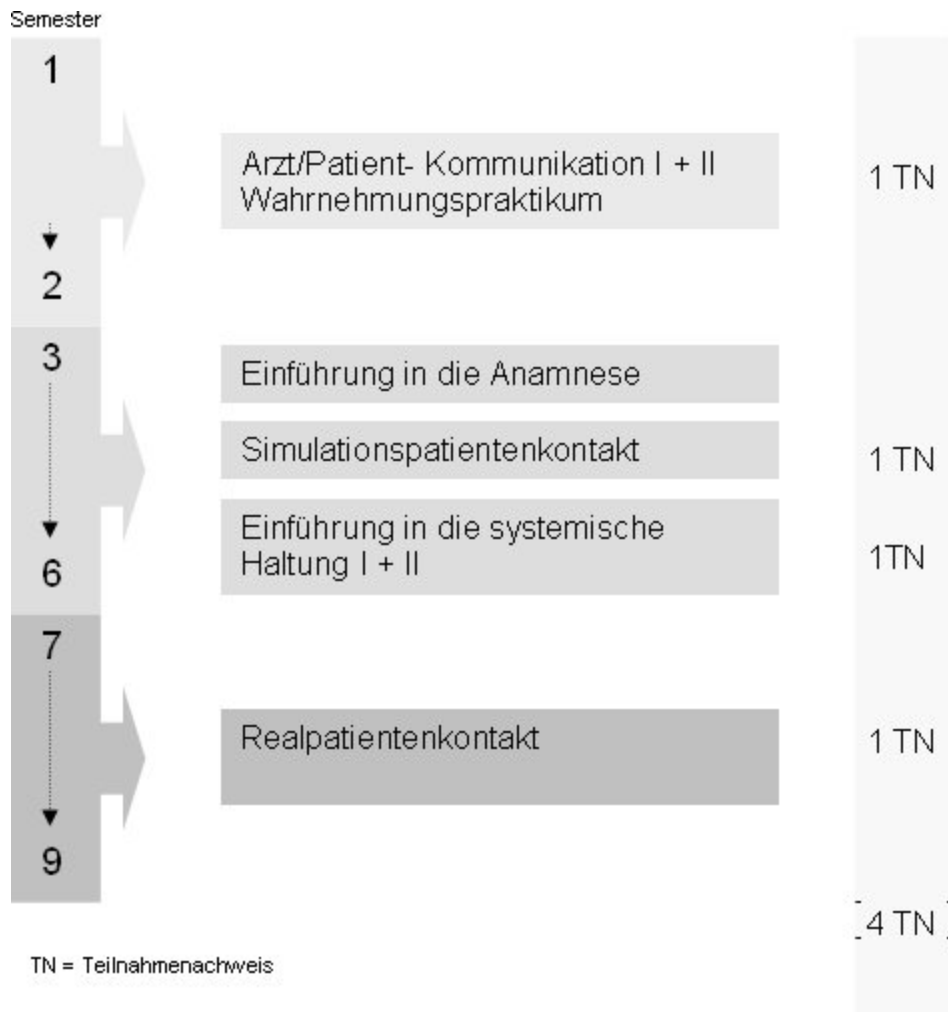 Semester
1
Arzt/Patient- Kommunikation I + II
Wahrnehmungspraktikum
1 TN
2
3
Einführung in die Anamnese
Simulationspatientenkontakt
1 TN
Einführung in die systemische
Haltung I + II
1TN
6
7
Realpatientenkontakt
1 TN
9
[4 TN]
TN = Teilnahmenachweis